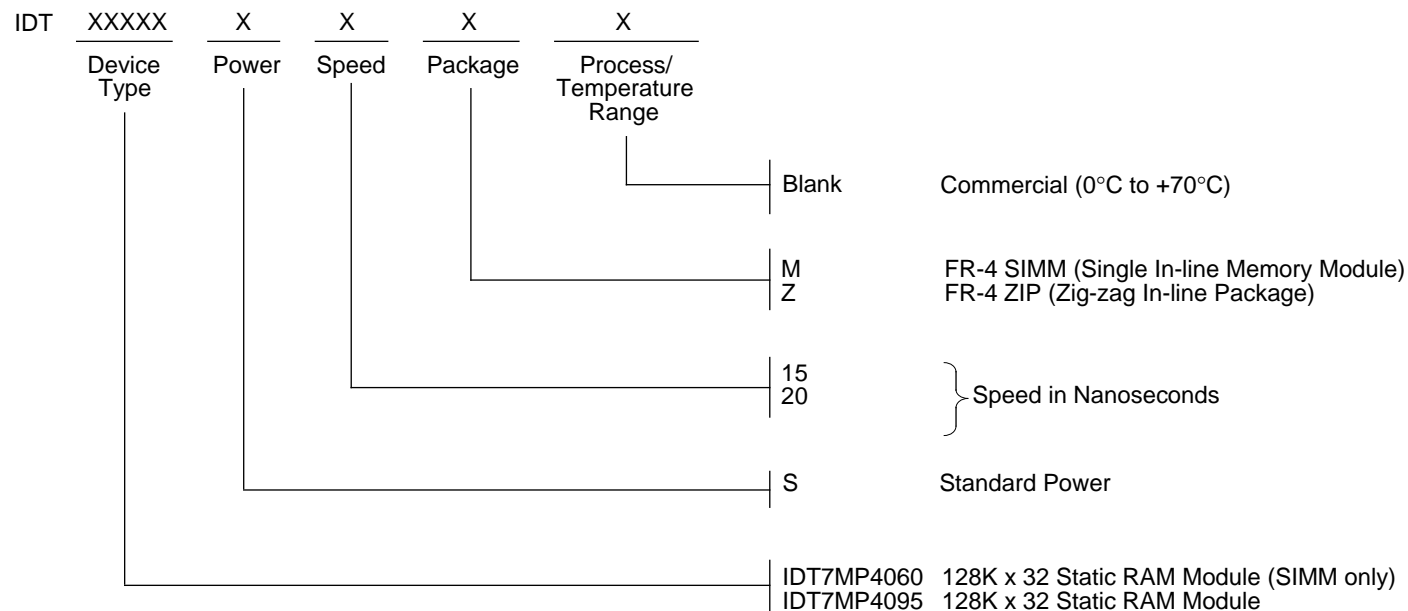 IDT XXXXX X X X X
Device Type
Power
Speed
Package
Process/
Temperature
Range
Blank Commercial (0°C to +70°C)
M FR-4 SIMM (Single In-line Memory Module)
Z FR-4 ZIP (Zig-zag In-line Package)
15
20
Speed in Nanoseconds
S Standard Power
IDT7MP4060 128K x 32 Static RAM Module (SIMM only)
IDT7MP4095 128K x 32 Static RAM Module